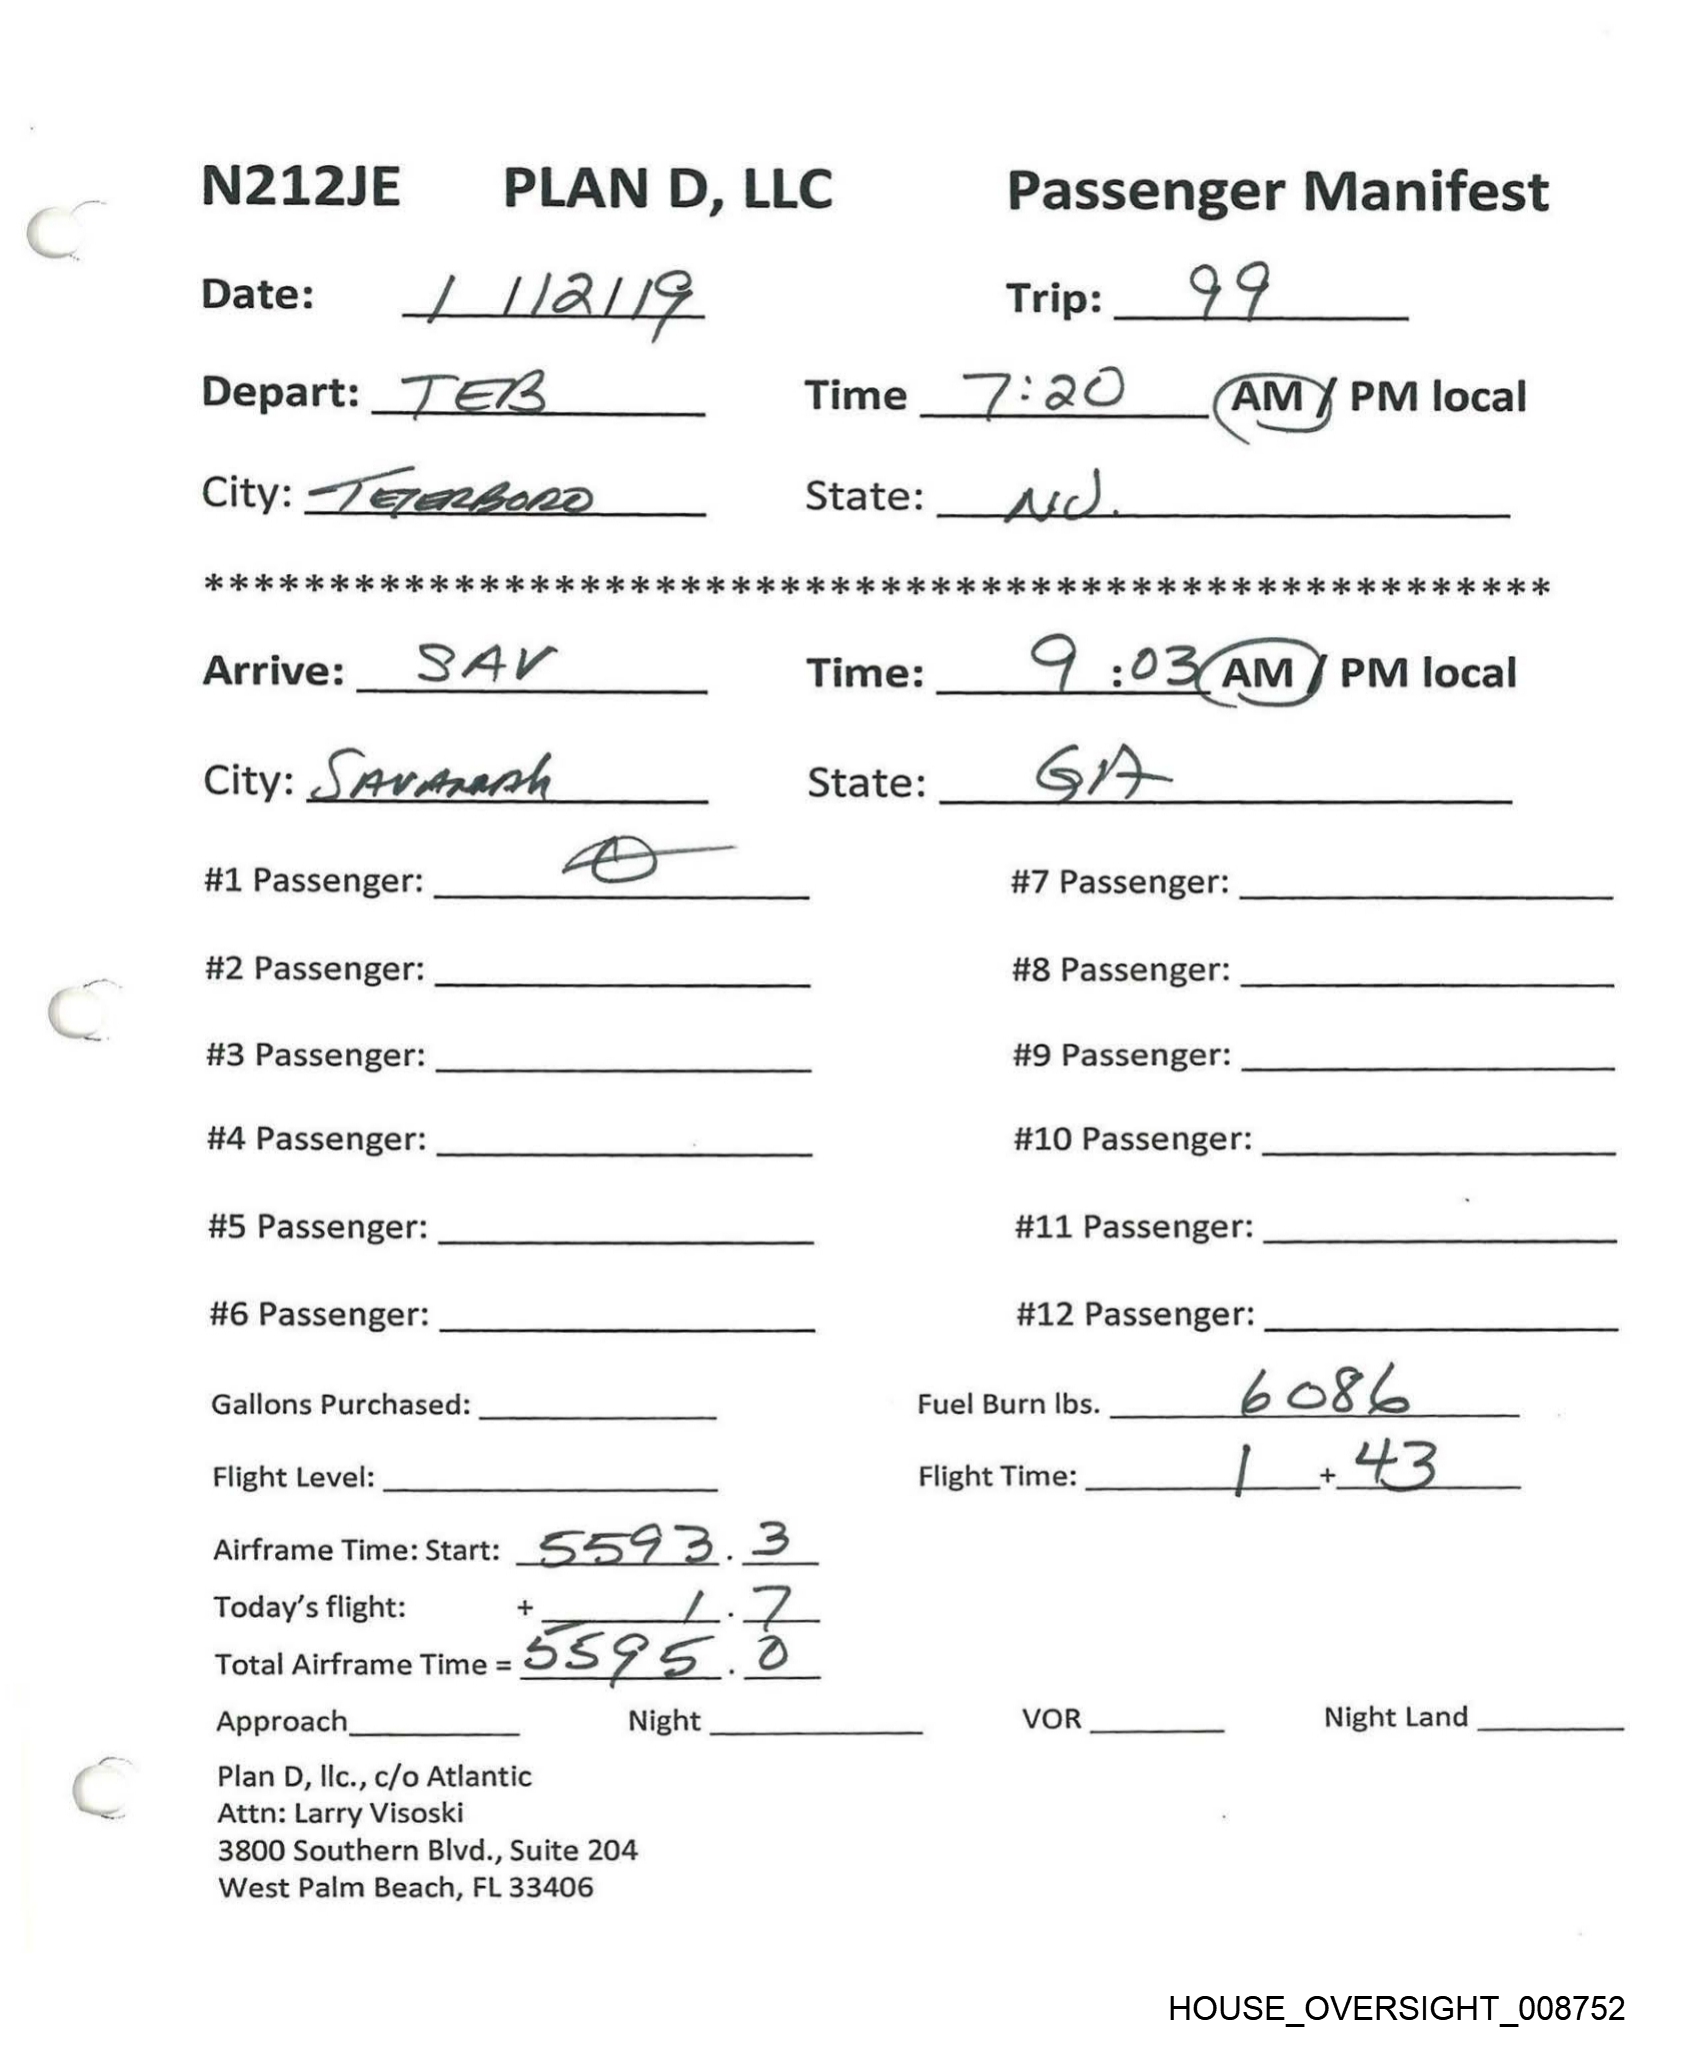 N212JE PLAN D, LLC Passenger Manifest
Date: 1/12/19 Trip: 99
Depart: TEB Time 7:20 AM / PM local
City: TETERBORO State: NJ.
******************************************************
Arrive: SAV Time: 9:03 AM / PM local
City: SAVANNAH State: GA
#1 Passenger: #7 Passenger:
#2 Passenger: #8 Passenger:
#3 Passenger: #9 Passenger:
#4 Passenger: #10 Passenger:
#5 Passenger: #11 Passenger:
#6 Passenger: #12 Passenger:
Gallons Purchased: Fuel Burn lbs. 6086
Flight Level: Flight Time: 1 + 43
Airframe Time: Start: 5593.3
Today's flight: + 1.7
Total Airframe Time = 5595.0
Approach Night VOR Night Land
Plan D, llc., c/o Atlantic
Attn: Larry Visoski
3800 Southern Blvd., Suite 204
West Palm Beach, FL 33406
HOUSE_OVERSIGHT_008752